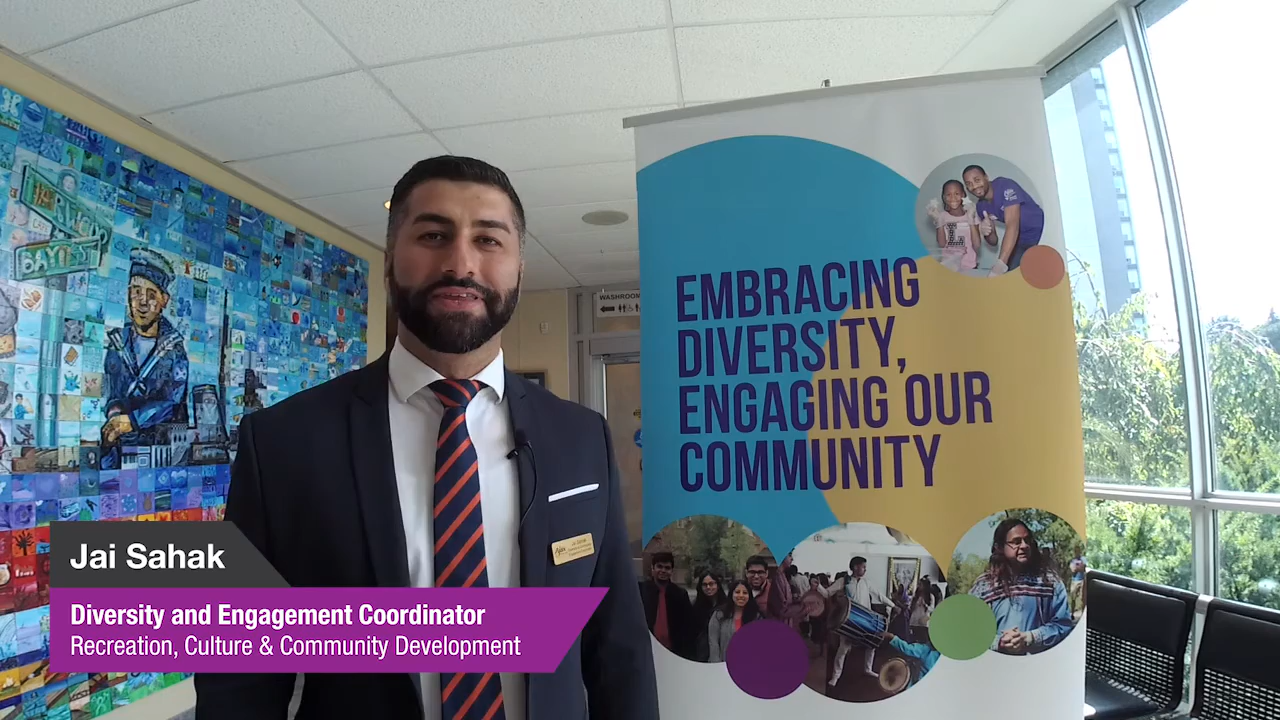 WASHROOM
EMBRACING
DIVERSITY,
ENGAGING OUR
COMMUNITY
Jai Sahak
Diversity and Engagement Coordinator
Recreation, Culture & Community Development